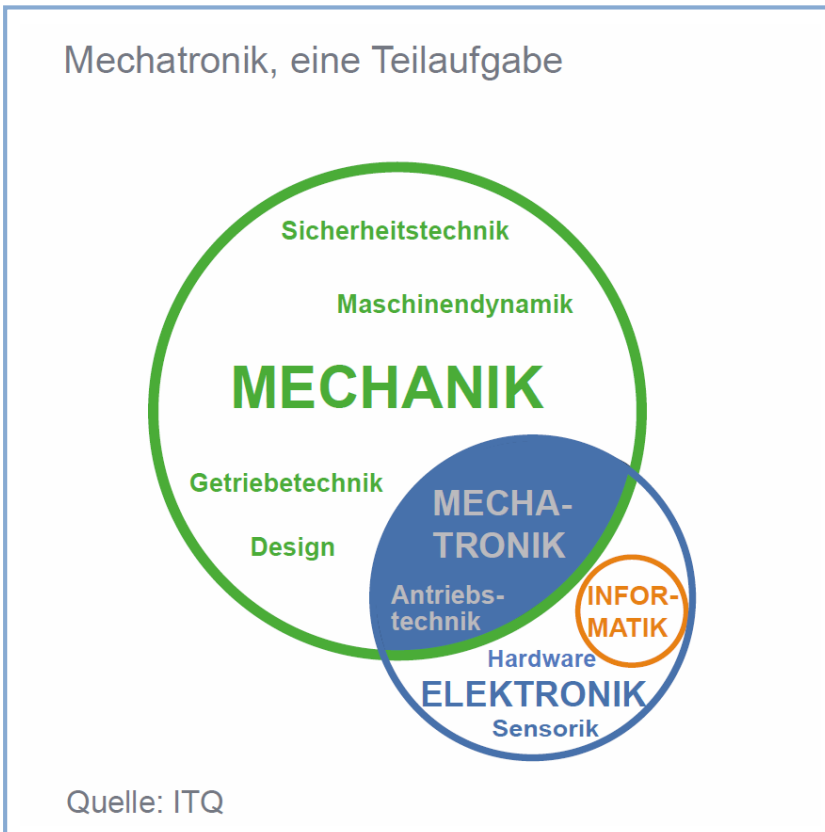 Mechatronik, eine Teilaufgabe
Sicherheitstechnik
Maschinendynamik
MECHANIK
Getriebetechnik
Design
MECHA-
TRONIK
Antriebs-
technik
INFOR-
MATIK
Hardware
ELEKTRONIK
Sensorik
Quelle: ITQ